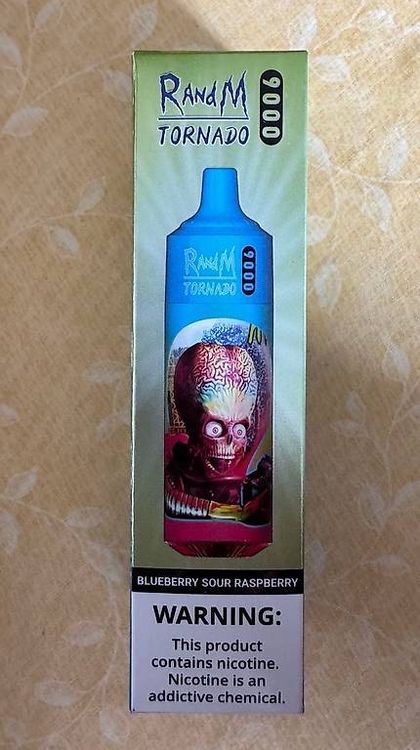 RANDM
TORNADO
9000
RANDM
TORNADO
9000
BLUEBERRY SOUR RASPBERRY
WARNING:
This product
contains nicotine.
Nicotine is an
addictive chemical.